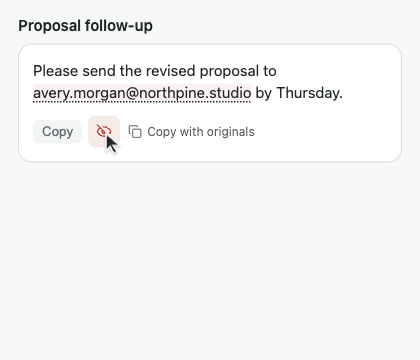 Proposal follow-up
Please send the revised proposal to
avery.morgan@northpine.studio by Thursday.
Copy
Copy with originals